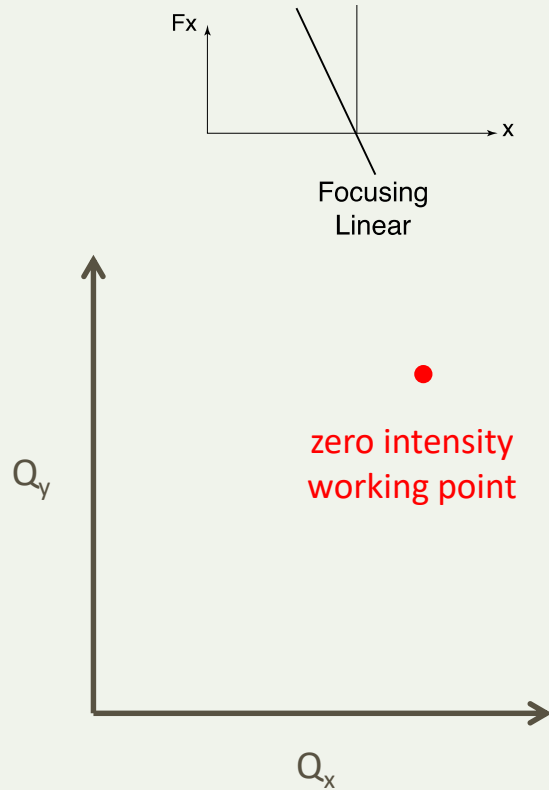 Fx
x
Focusing
Linear
zero intensity
working point
Qy
Qx